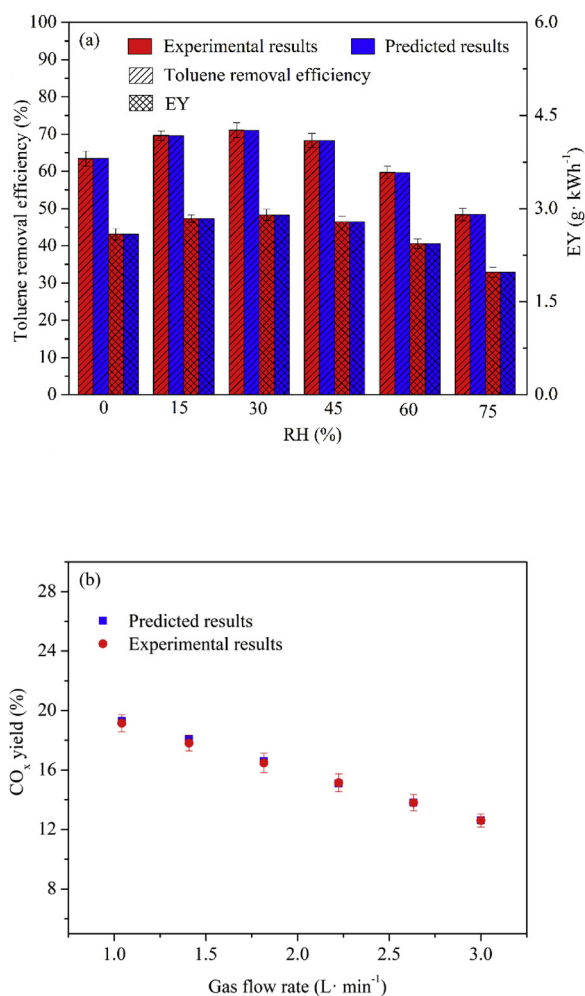 (a)
Experimental results
Predicted results
Toluene removal efficiency
EY
100
90
80
70
60
50
40
30
20
10
0
Toluene removal efficiency (%)
6.0
4.5
3.0
1.5
0.0
EY (g· kWh⁻¹)
0 15 30 45 60 75
RH (%)
(b)
Predicted results
Experimental results
28
24
20
16
12
8
COₓ yield (%)
1.0 1.5 2.0 2.5 3.0
Gas flow rate (L· min⁻¹)